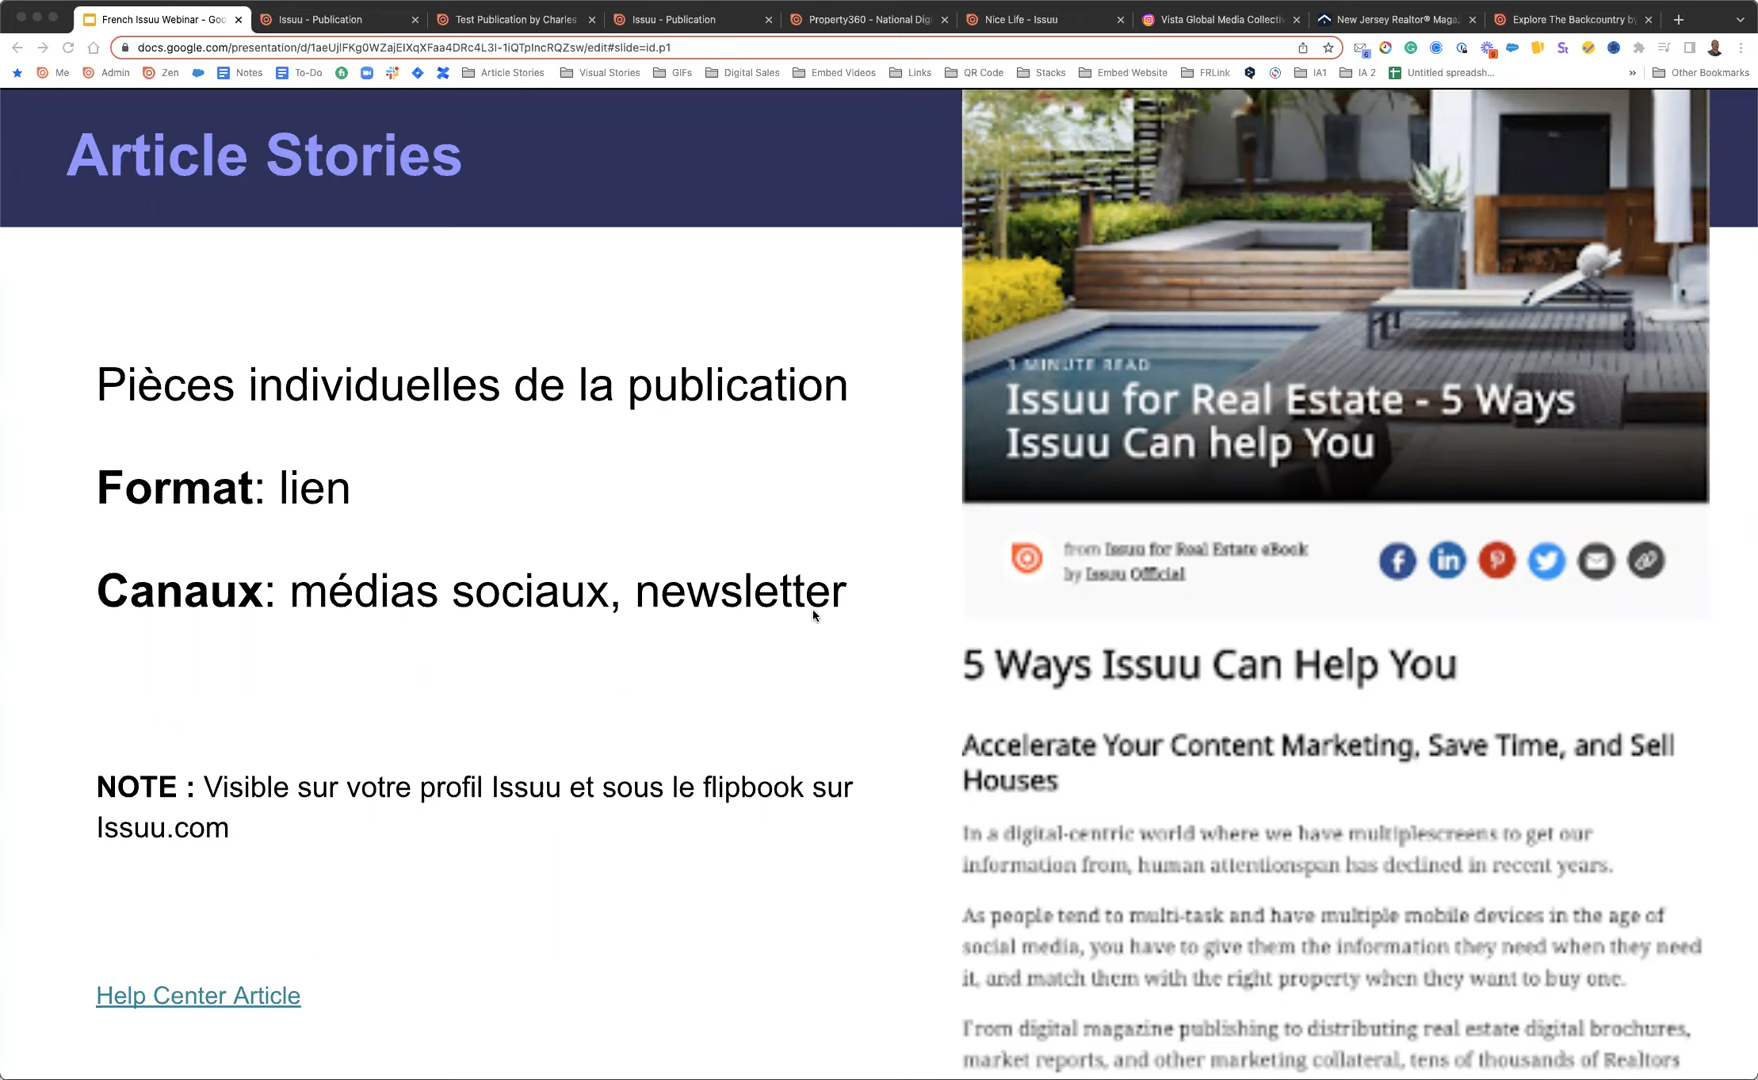 French Issuu Webinar - Goo
Issuu - Publication
Test Publication by Charles
Issuu - Publication
Property360 - National Digi
Nice Life - Issuu
Vista Global Media Collectiv
New Jersey Realtor® Maga
Explore The Backcountry by
docs.google.com/presentation/d/1aeUjlFKg0WZajEIXqXFaa4DRc4L3I-1iQTpIncRQZsw/edit#slide=id.p1
Me
Admin
Zen
Notes
To-Do
Article Stories
Visual Stories
GIFs
Digital Sales
Embed Videos
Links
QR Code
Stacks
Embed Website
FRLink
IA1
IA 2
Untitled spreadsh...
Other Bookmarks
Article Stories
Pièces individuelles de la publication
Format: lien
Canaux: médias sociaux, newsletter
NOTE : Visible sur votre profil Issuu et sous le flipbook sur
Issuu.com
Help Center Article
MINUTE READ
Issuu for Real Estate - 5 Ways
Issuu Can help You
from Issuu for Real Estate eBook
by Issuu Official
5 Ways Issuu Can Help You
Accelerate Your Content Marketing, Save Time, and Sell
Houses
In a digital-centric world where we have multiplescreens to get our
information from, human attentionspan has declined in recent years.
As people tend to multi-task and have multiple mobile devices in the age of
social media, you have to give them the information they need when they need
it, and match them with the right property when they want to buy one.
From digital magazine publishing to distributing real estate digital brochures,
market reports, and other marketing collateral, tens of thousands of Realtors